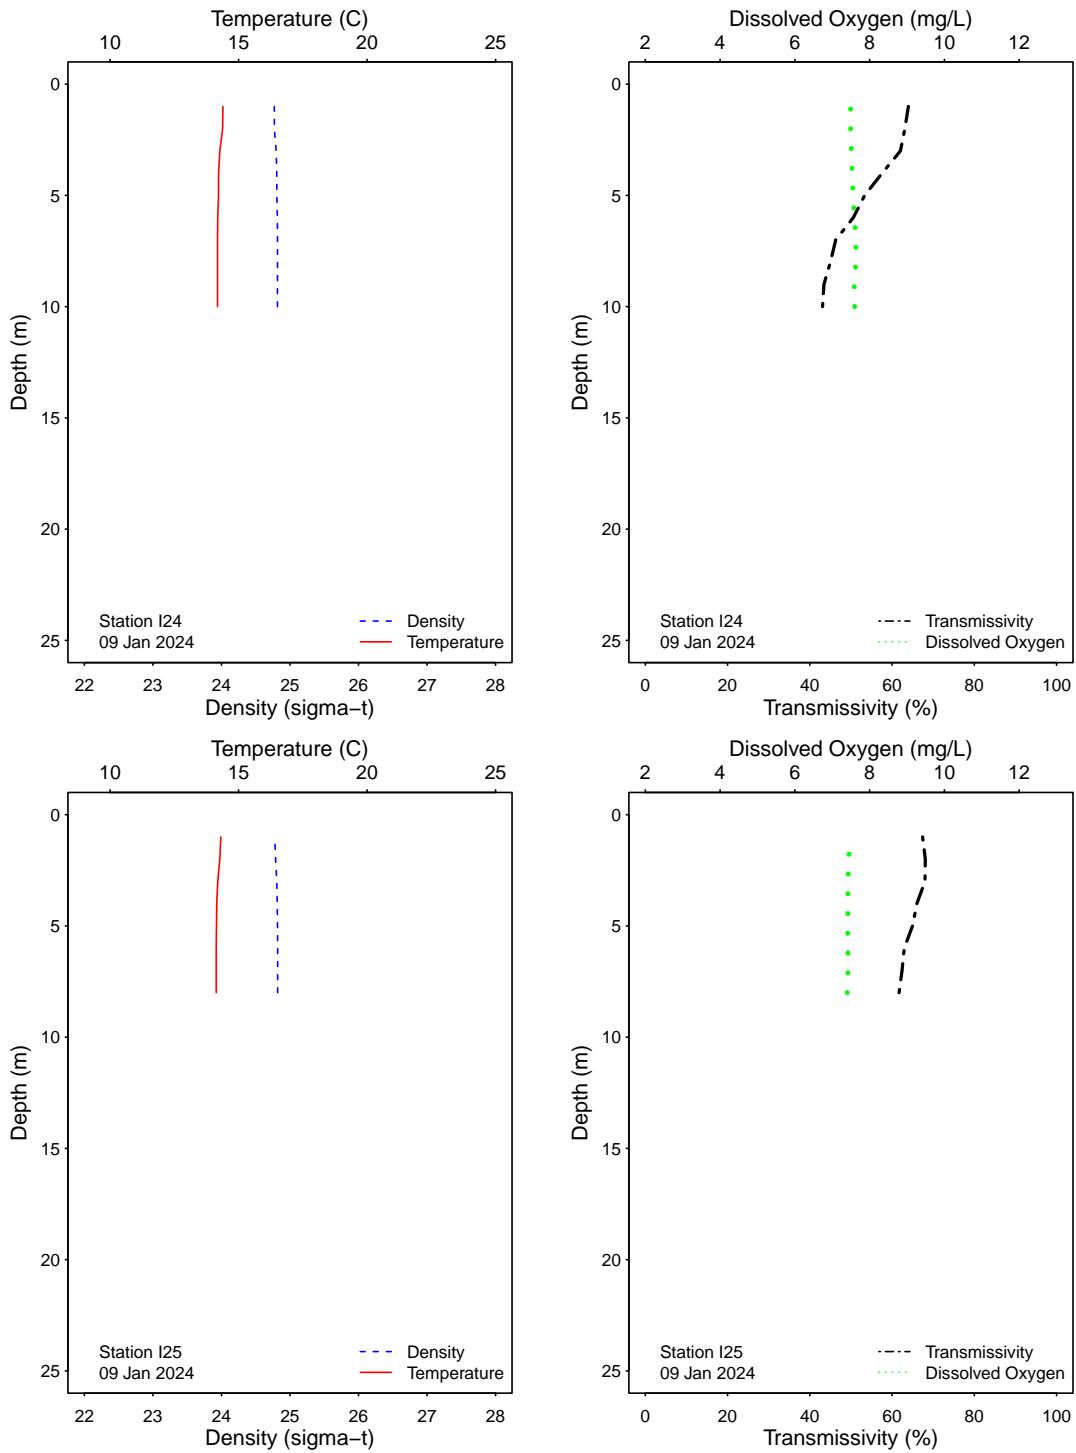 Temperature (C)
10 15 20 25
0
5
10
15
20
25
Depth (m)
Station I24
09 Jan 2024
Density
Temperature
22 23 24 25 26 27 28
Density (sigma−t)
Dissolved Oxygen (mg/L)
2 4 6 8 10 12
0
5
10
15
20
25
Depth (m)
Station I24
09 Jan 2024
Transmissivity
Dissolved Oxygen
0 20 40 60 80 100
Transmissivity (%)
Temperature (C)
10 15 20 25
0
5
10
15
20
25
Depth (m)
Station I25
09 Jan 2024
Density
Temperature
22 23 24 25 26 27 28
Density (sigma−t)
Dissolved Oxygen (mg/L)
2 4 6 8 10 12
0
5
10
15
20
25
Depth (m)
Station I25
09 Jan 2024
Transmissivity
Dissolved Oxygen
0 20 40 60 80 100
Transmissivity (%)